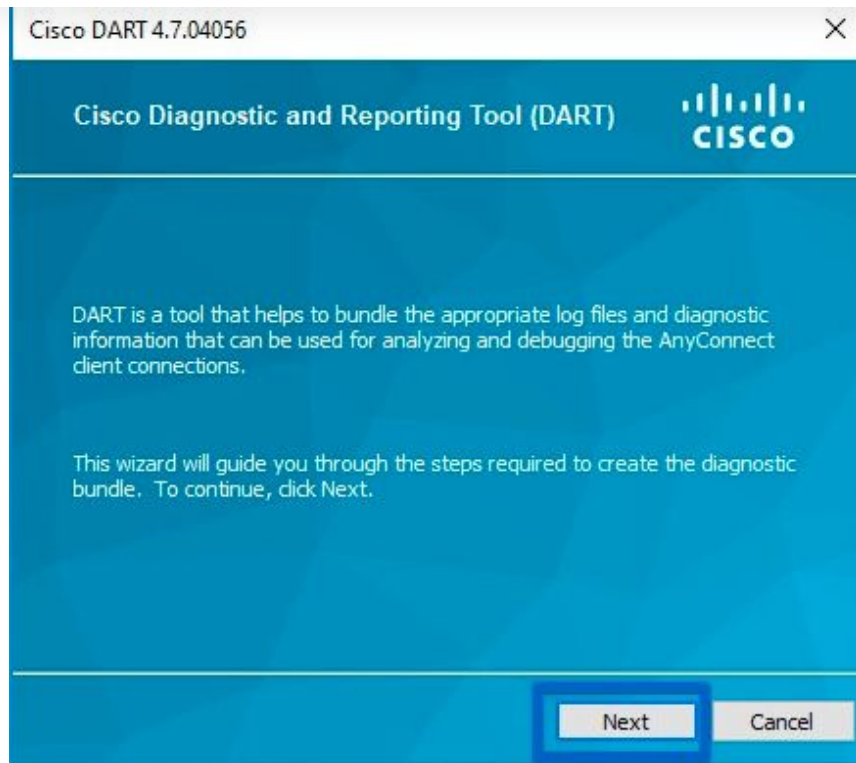 Cisco DART 4.7.04056
Cisco Diagnostic and Reporting Tool (DART)
CISCO
DART is a tool that helps to bundle the appropriate log files and diagnostic
information that can be used for analyzing and debugging the AnyConnect
client connections.
This wizard will guide you through the steps required to create the diagnostic
bundle. To continue, click Next.
Next
Cancel